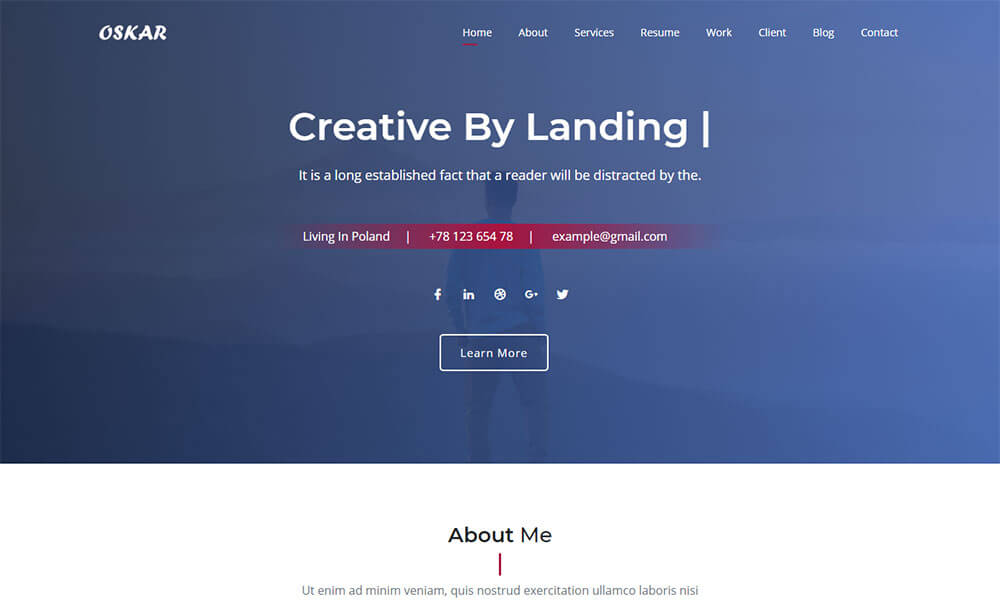 OSKAR
Home About Services Resume Work Client Blog Contact
Creative By Landing |
It is a long established fact that a reader will be distracted by the.
Living In Poland | +78 123 654 78 | example@gmail.com
Learn More
About Me
Ut enim ad minim veniam, quis nostrud exercitation ullamco laboris nisi